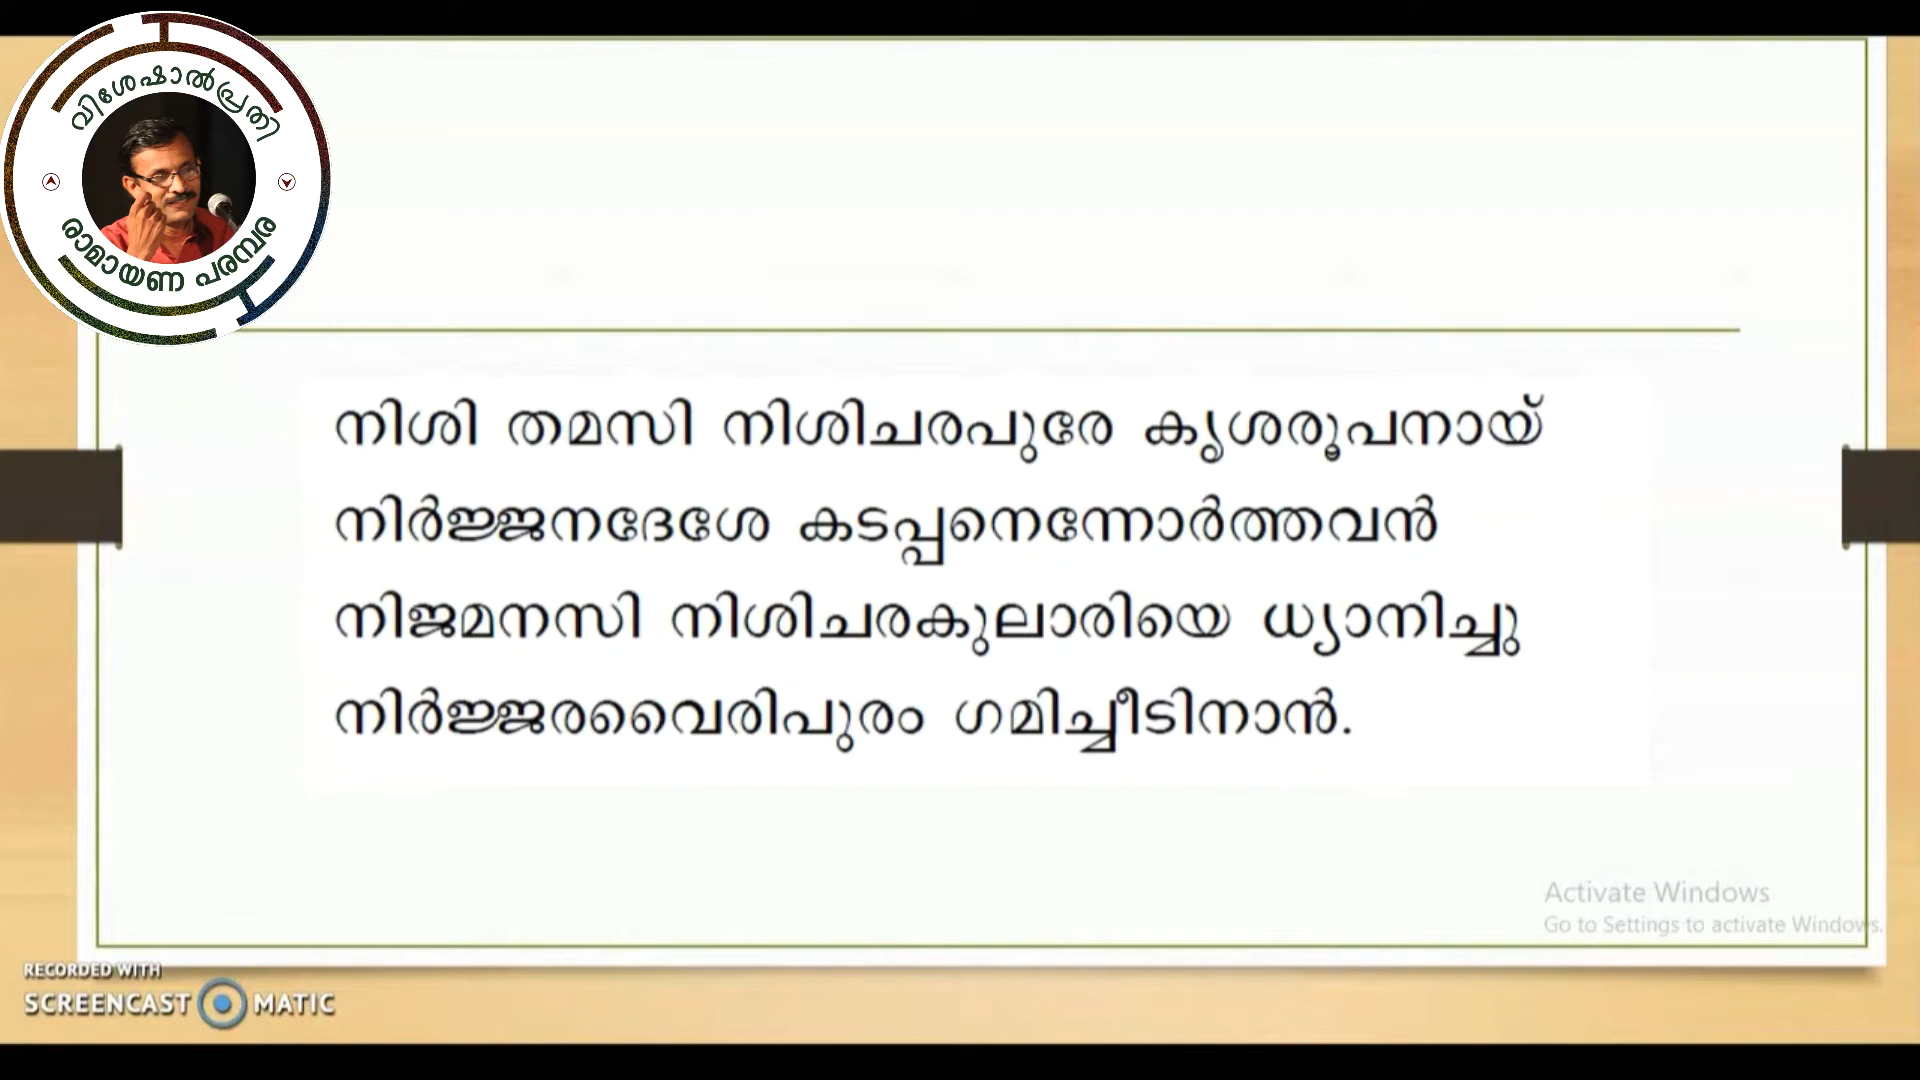 വിശേഷാൽപ്രതി
രാമായണ പരമ്പര
നിശി തമസി നിശിചരപുരേ കൃശരൂപനായ്
നിർജ്ജനദേശേ കടപ്പനെന്നോർത്തവൻ
നിജമനസി നിശിചരകുലാരിയെ ധ്യാനിച്ചു
നിർജ്ജരവൈരിപുരം ഗമിച്ചീടിനാൻ.
Activate Windows
Go to Settings to activate Windows.
RECORDED WITH
SCREENCAST MATIC